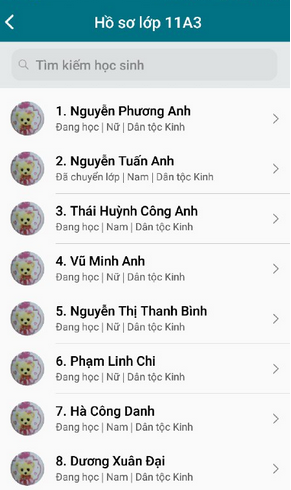 Hồ sơ lớp 11A3
Tìm kiếm học sinh
1. Nguyễn Phương Anh
Đang học | Nữ | Dân tộc Kinh
2. Nguyễn Tuấn Anh
Đã chuyển lớp | Nam | Dân tộc Kinh
3. Thái Huỳnh Công Anh
Đang học | Nam | Dân tộc Kinh
4. Vũ Minh Anh
Đang học | Nữ | Dân tộc Kinh
5. Nguyễn Thị Thanh Bình
Đang học | Nữ | Dân tộc Kinh
6. Phạm Linh Chi
Đang học | Nữ | Dân tộc Kinh
7. Hà Công Danh
Đang học | Nam | Dân tộc Kinh
8. Dương Xuân Đại
Đang học | Nam | Dân tộc Kinh